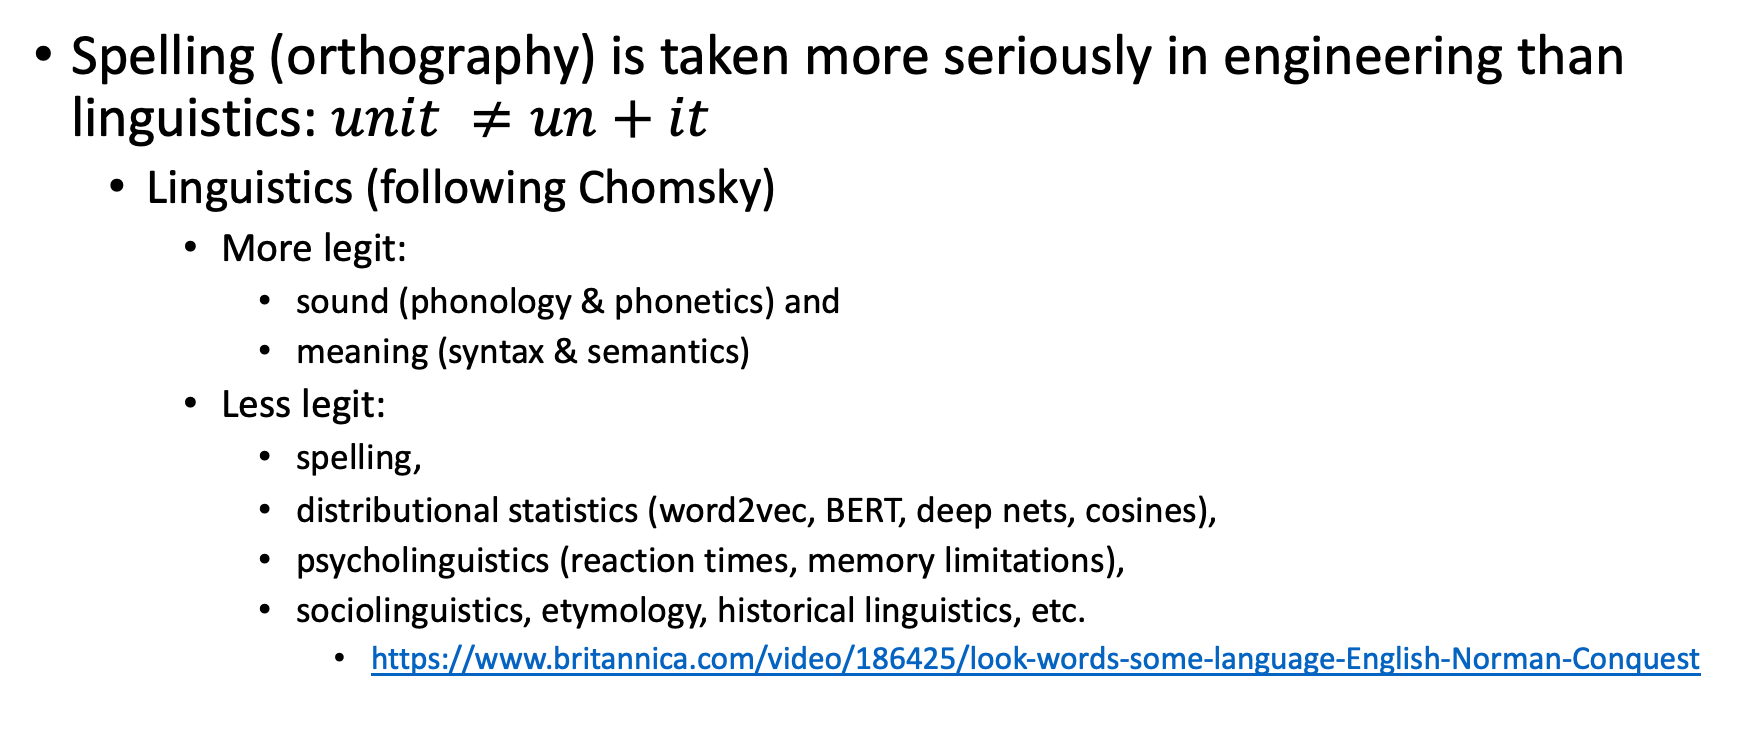 • Spelling (orthography) is taken more seriously in engineering than
linguistics: unit ≠ un + it
• Linguistics (following Chomsky)
• More legit:
• sound (phonology & phonetics) and
• meaning (syntax & semantics)
• Less legit:
• spelling,
• distributional statistics (word2vec, BERT, deep nets, cosines),
• psycholinguistics (reaction times, memory limitations),
• sociolinguistics, etymology, historical linguistics, etc.
• https://www.britannica.com/video/186425/look-words-some-language-English-Norman-Conquest